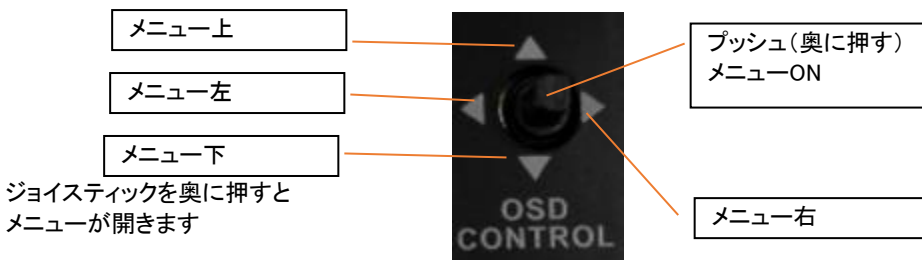 メニュー上
メニュー左
メニュー下
ジョイスティックを奥に押すと
メニューが開きます
OSD
CONTROL
プッシュ（奥に押す）
メニューON
メニュー右